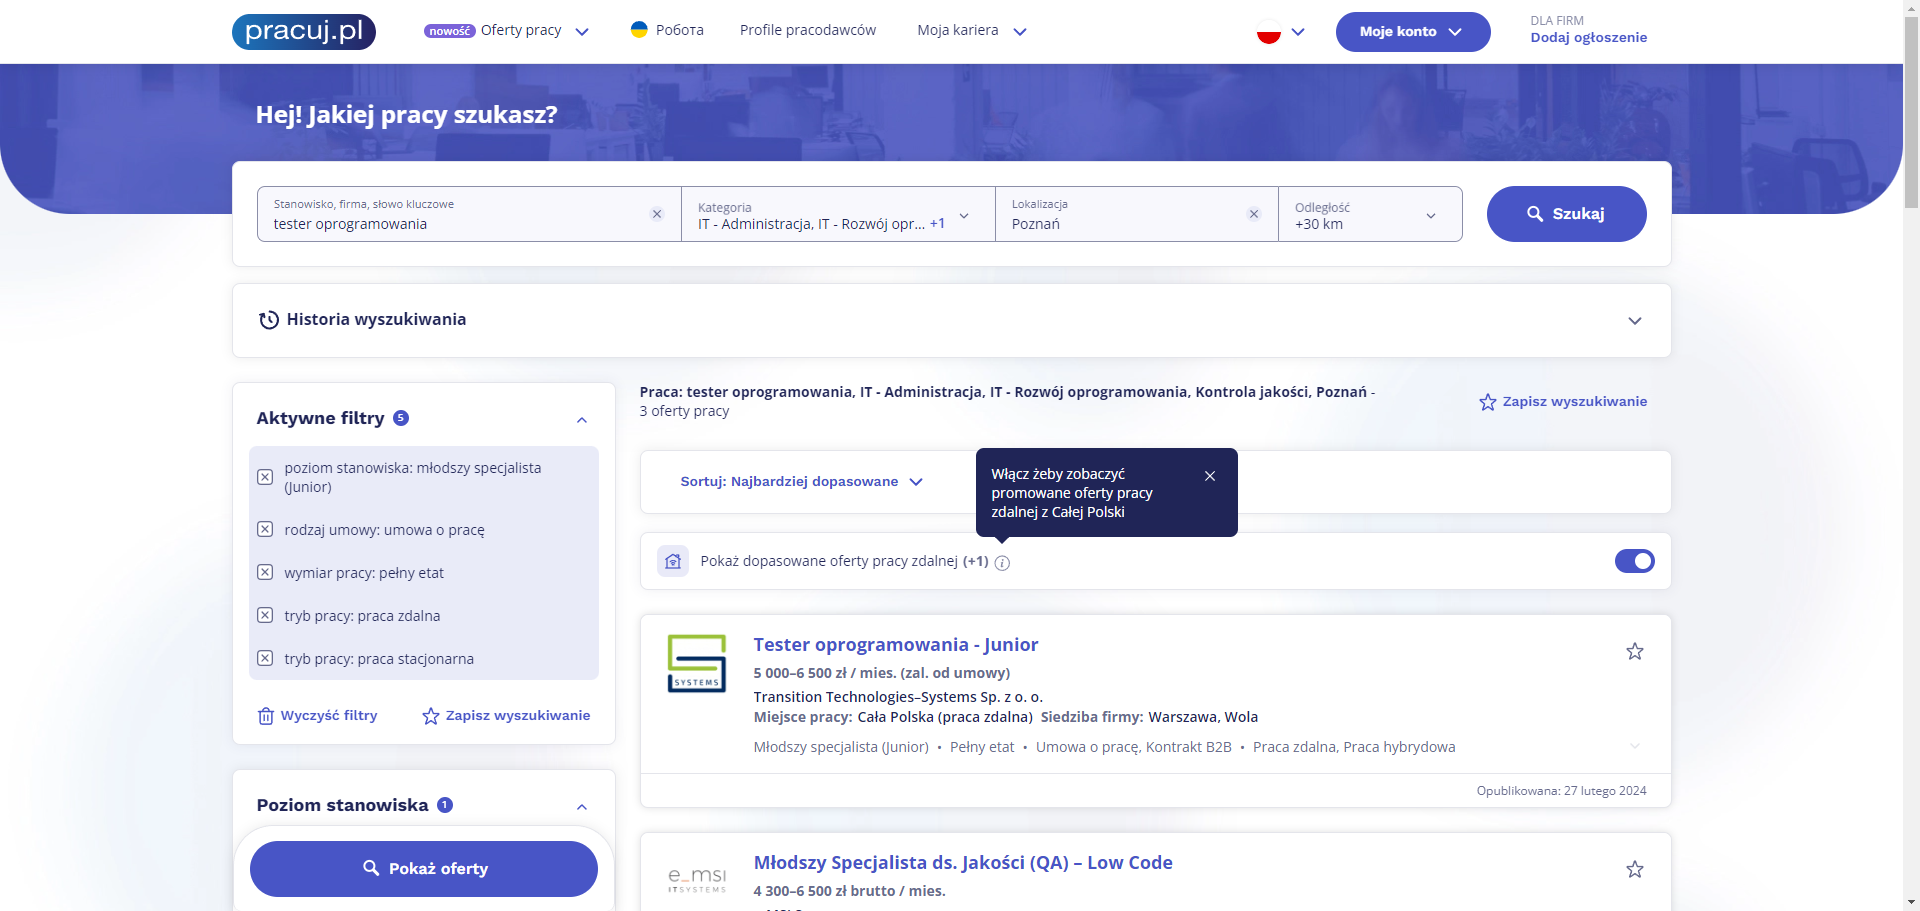 pracuj.pl
nowość Oferty pracy
Робота
Profile pracodawców
Moja kariera
Moje konto
DLA FIRM
Dodaj ogłoszenie
Hej! Jakiej pracy szukasz?
Stanowisko, firma, słowo kluczowe
tester oprogramowania
Kategoria
IT - Administracja, IT - Rozwój opr... +1
Lokalizacja
Poznań
Odległość
+30 km
Szukaj
Historia wyszukiwania
Aktywne filtry 5
poziom stanowiska: młodszy specjalista
(Junior)
rodzaj umowy: umowa o pracę
wymiar pracy: pełny etat
tryb pracy: praca zdalna
tryb pracy: praca stacjonarna
Wyczyść filtry
Zapisz wyszukiwanie
Poziom stanowiska 1
Pokaż oferty
Praca: tester oprogramowania, IT - Administracja, IT - Rozwój oprogramowania, Kontrola jakości, Poznań -
3 oferty pracy
Zapisz wyszukiwanie
Sortuj: Najbardziej dopasowane
Włącz żeby zobaczyć
promowane oferty pracy
zdalnej z Całej Polski
Pokaż dopasowane oferty pracy zdalnej (+1)
SYSTEMS
Tester oprogramowania - Junior
5 000–6 500 zł / mies. (zal. od umowy)
Transition Technologies–Systems Sp. z o. o.
Miejsce pracy: Cała Polska (praca zdalna) Siedziba firmy: Warszawa, Wola
Młodszy specjalista (Junior) • Pełny etat • Umowa o pracę, Kontrakt B2B • Praca zdalna, Praca hybrydowa
Opublikowana: 27 lutego 2024
e_msi
ITSYSTEMS
Młodszy Specjalista ds. Jakości (QA) – Low Code
4 300–6 500 zł brutto / mies.